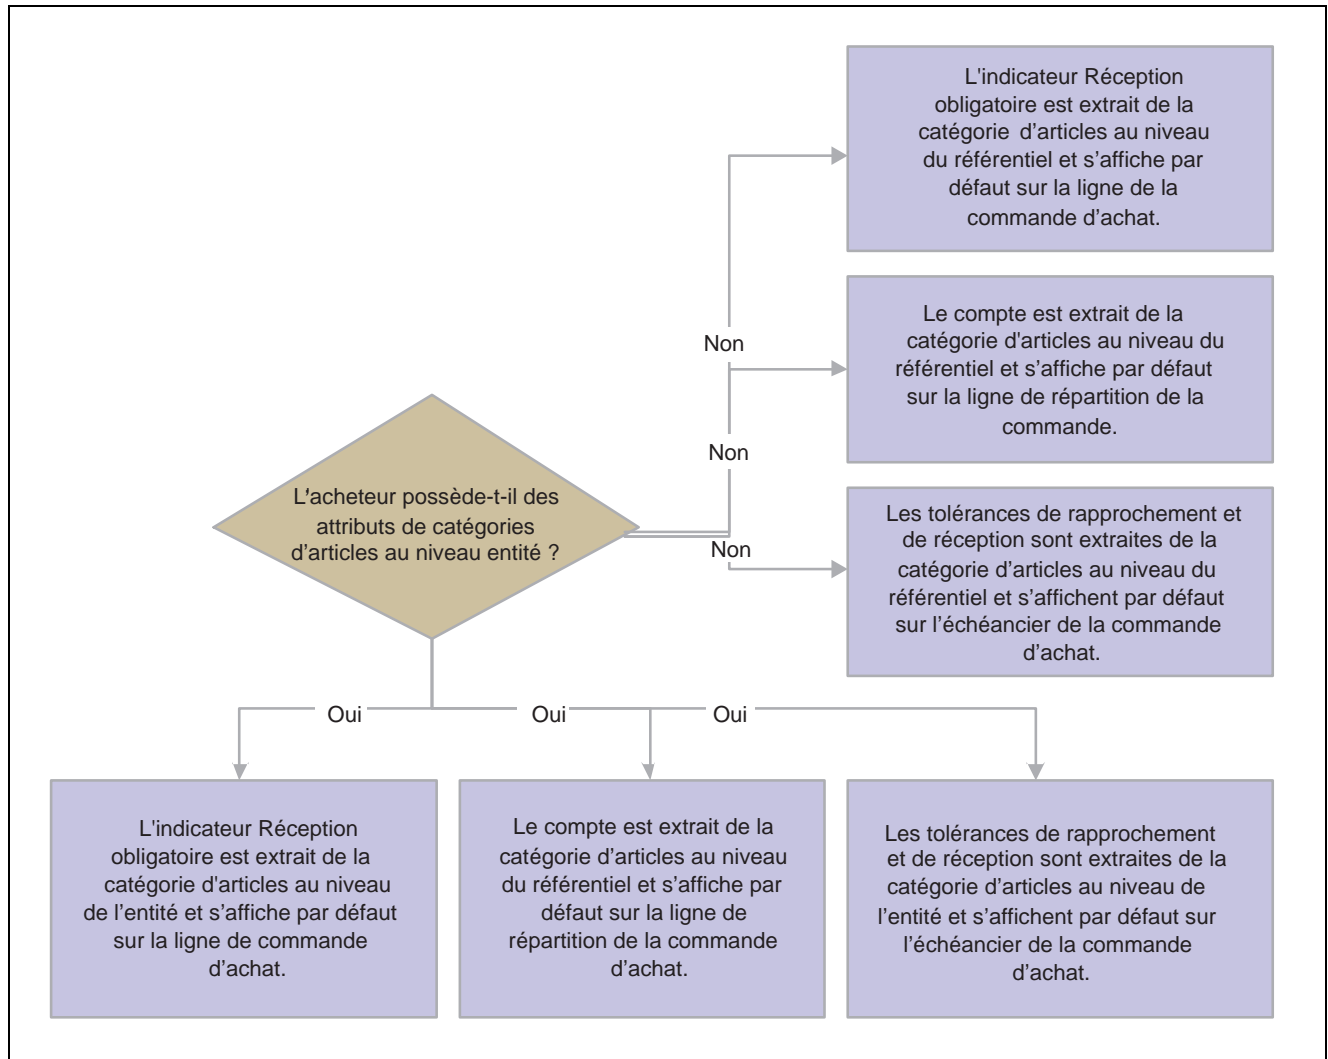 L'indicateur Réception
obligatoire est extrait de la
catégorie d’articles au niveau
du référentiel et s’affiche par
défaut sur la ligne de la
commande d’achat.
Non
Le compte est extrait de la
catégorie d'articles au niveau du
référentiel et s’affiche par défaut
sur la ligne de répartition de la
commande.
Non
L’acheteur possède-t-il des
attributs de catégories
d’articles au niveau entité ?
Non
Les tolérances de rapprochement et
de réception sont extraites de la
catégorie d’articles au niveau du
référentiel et s’affichent par défaut
sur l’échéancier de la commande
d’achat.
Oui
Oui
Oui
L'indicateur Réception
obligatoire est extrait de la
catégorie d'articles au niveau
de l’entité et s’affiche par défaut
sur la ligne de commande
d’achat.
Le compte est extrait de la
catégorie d’articles au niveau
du référentiel et s’affiche par
défaut sur la ligne de
répartition de la commande
d’achat.
Les tolérances de rapprochement
et de réception sont extraites de la
catégorie d’articles au niveau de
l’entité et s’affichent par défaut sur
l’échéancier de la commande
d’achat.